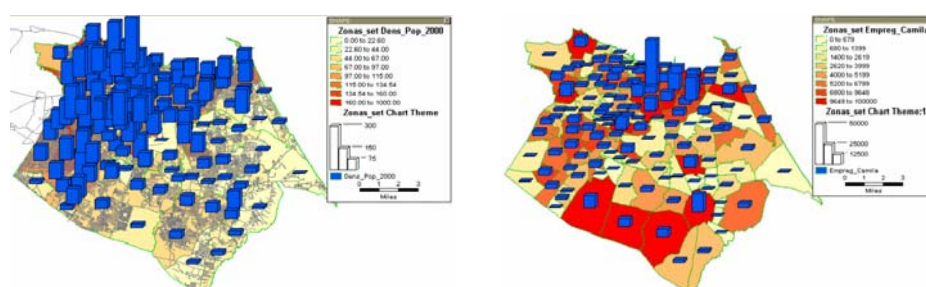 Zonas_set Dens_Pop_2000
0.00 to 22.60
22.60 to 44.00
44.00 to 67.00
67.00 to 97.00
97.00 to 115.00
115.00 to 134.54
134.54 to 160.00
160.00 to 1000.00
Zonas_set Chart Theme
300
150
75
Dens_Pop_2000
0 1 2 3
Miles
Zonas_set Empreg_Camila
0 to 679
680 to 1399
1400 to 2619
2620 to 3999
4000 to 5199
5200 to 6799
6800 to 9648
9649 to 100000
Zonas_set Chart Theme:1
50000
25000
12500
Empreg_Camila
0 1 2 3
Miles